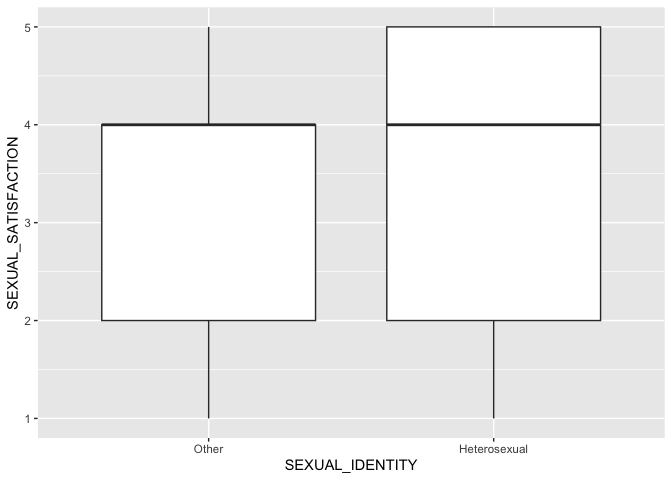 SEXUAL_SATISFACTION
5
4
3
2
1
Other Heterosexual
SEXUAL_IDENTITY